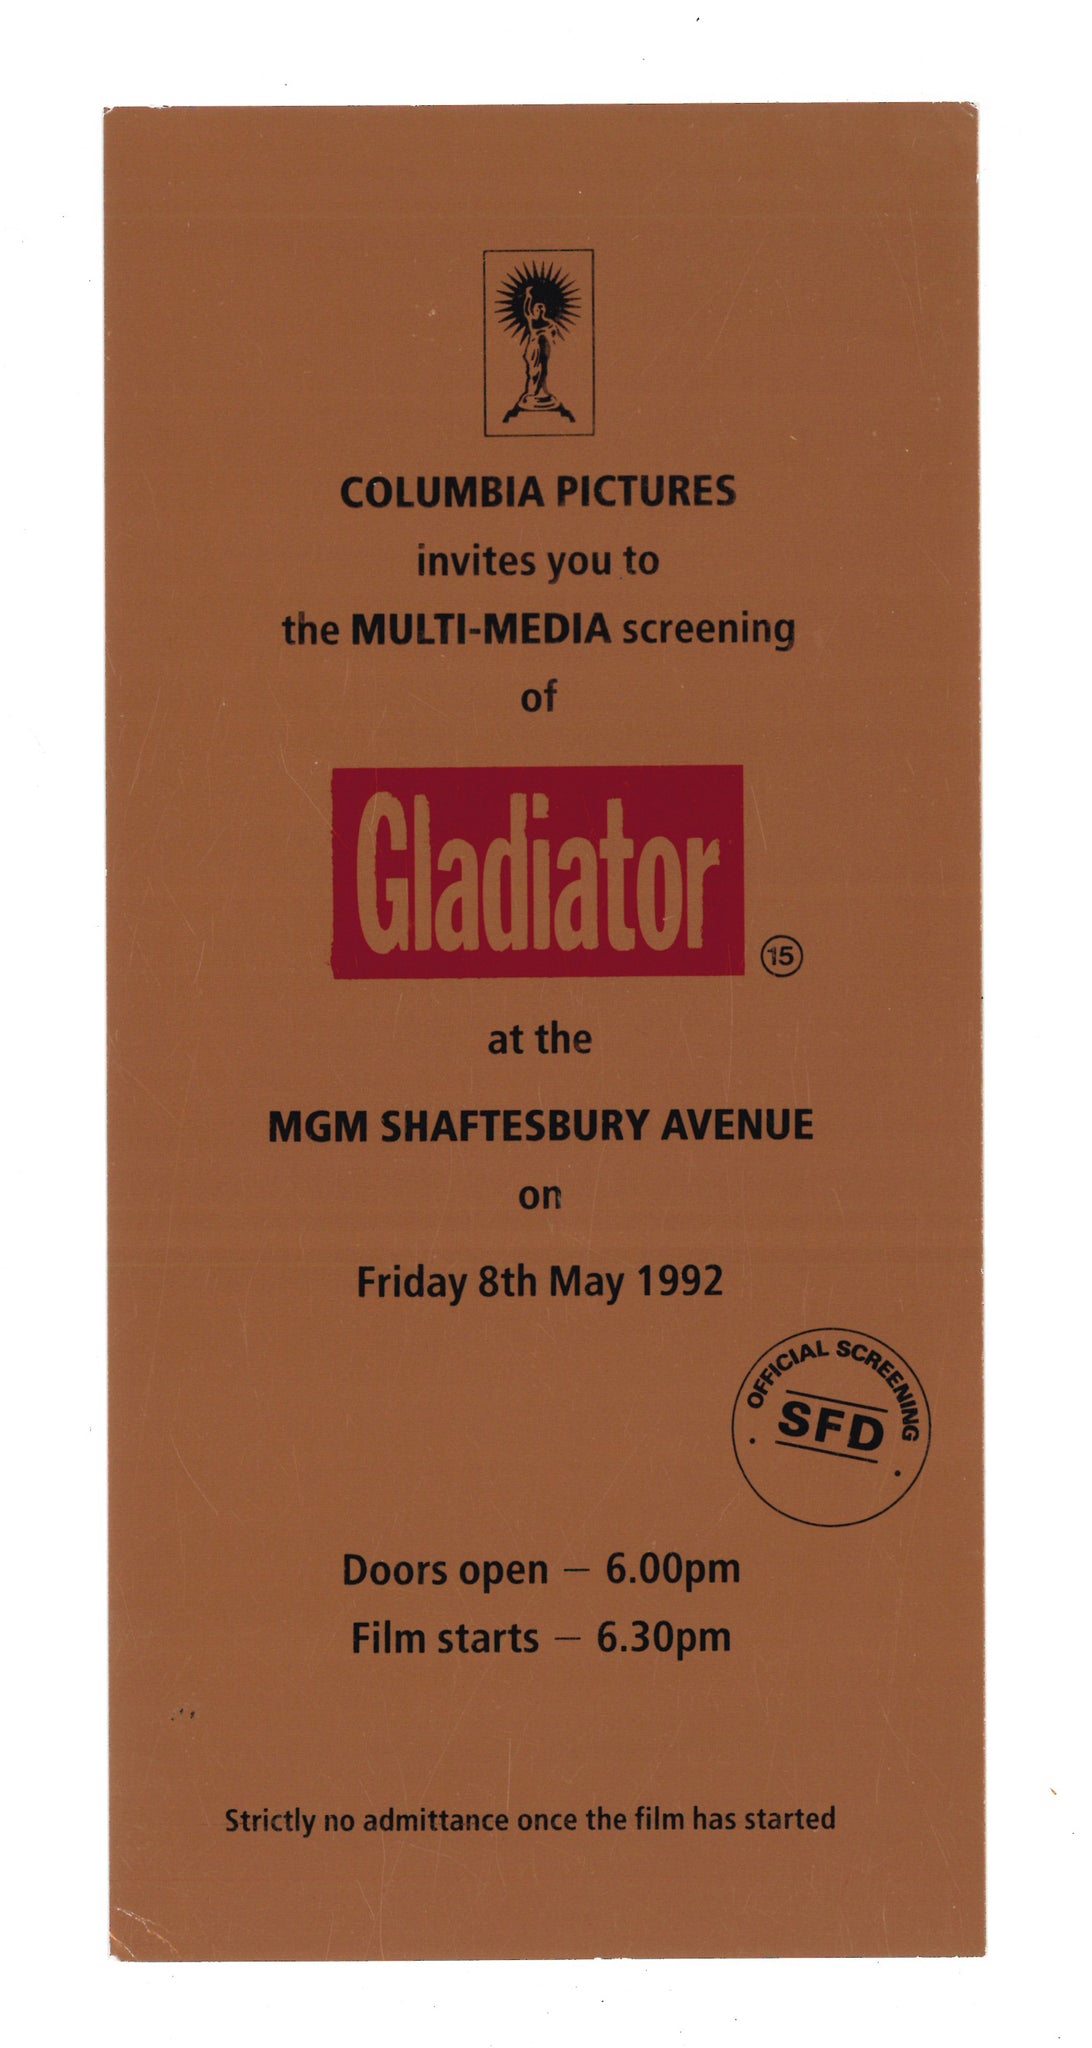 COLUMBIA PICTURES
invites you to
the MULTI-MEDIA screening
of
Gladiator
15
at the
MGM SHAFTESBURY AVENUE
on
Friday 8th May 1992
OFFICIAL SCREENING
SFD
Doors open — 6.00pm
Film starts — 6.30pm
Strictly no admittance once the film has started